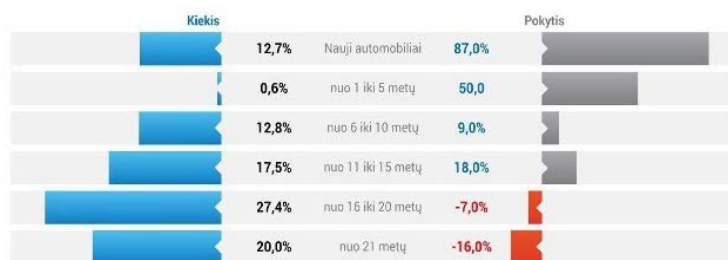 Kiekis Pokytis
12,7% Nauji automobiliai 87,0%
0,6% nuo 1 iki 5 metų 50,0
12,8% nuo 6 iki 10 metų 9,0%
17,5% nuo 11 iki 15 metų 18,0%
27,4% nuo 16 iki 20 metų -7,0%
20,0% nuo 21 metų -16,0%